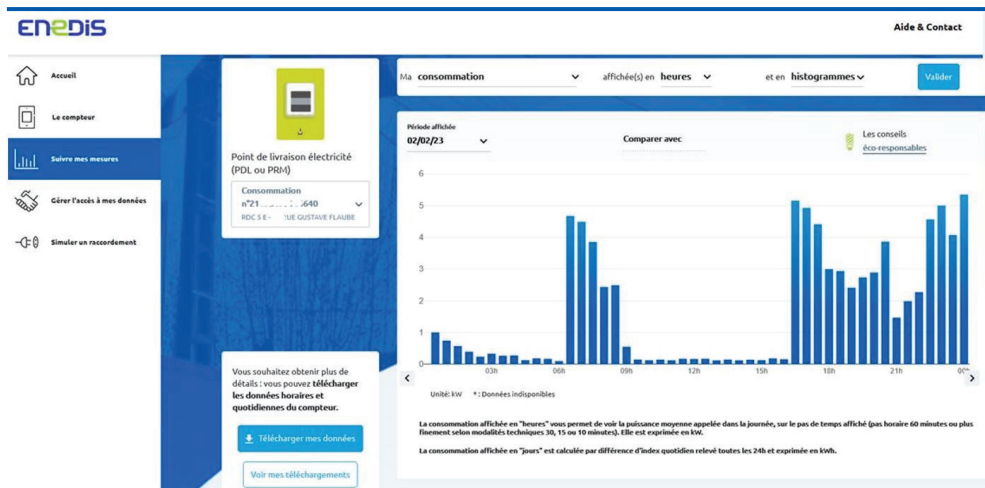 ENEDIS
Aide & Contact
Accueil
Le compteur
Suivre mes mesures
Gérer l'accès à mes données
Simuler un raccordement
Point de livraison électricité
(PDL ou PRM)
Consommation
n°21 5640
RDC S E - RUE GUSTAVE FLAUBE
Vous souhaitez obtenir plus de
détails : vous pouvez télécharger
les données horaires et
quotidiennes du compteur.
Télécharger mes données
Voir mes téléchargements
Ma consommation affichée(s) en heures et en histogrammes Valider
Période affichée
02/02/23
Comparer avec
Les conseils
éco-responsables
6
5
4
3
2
1
0
03h 06h 09h 12h 15h 18h 21h 00h
Unité: kW * : Données indisponibles
La consommation affichée en "heures" vous permet de voir la puissance moyenne appelée dans la journée, sur le pas de temps affiché (pas horaire 60 minutes ou plus
finement selon modalités techniques 30, 15 ou 10 minutes). Elle est exprimée en kW.
La consommation affichée en "jours" est calculée par différence d'index quotidien relevé toutes les 24h et exprimée en kWh.